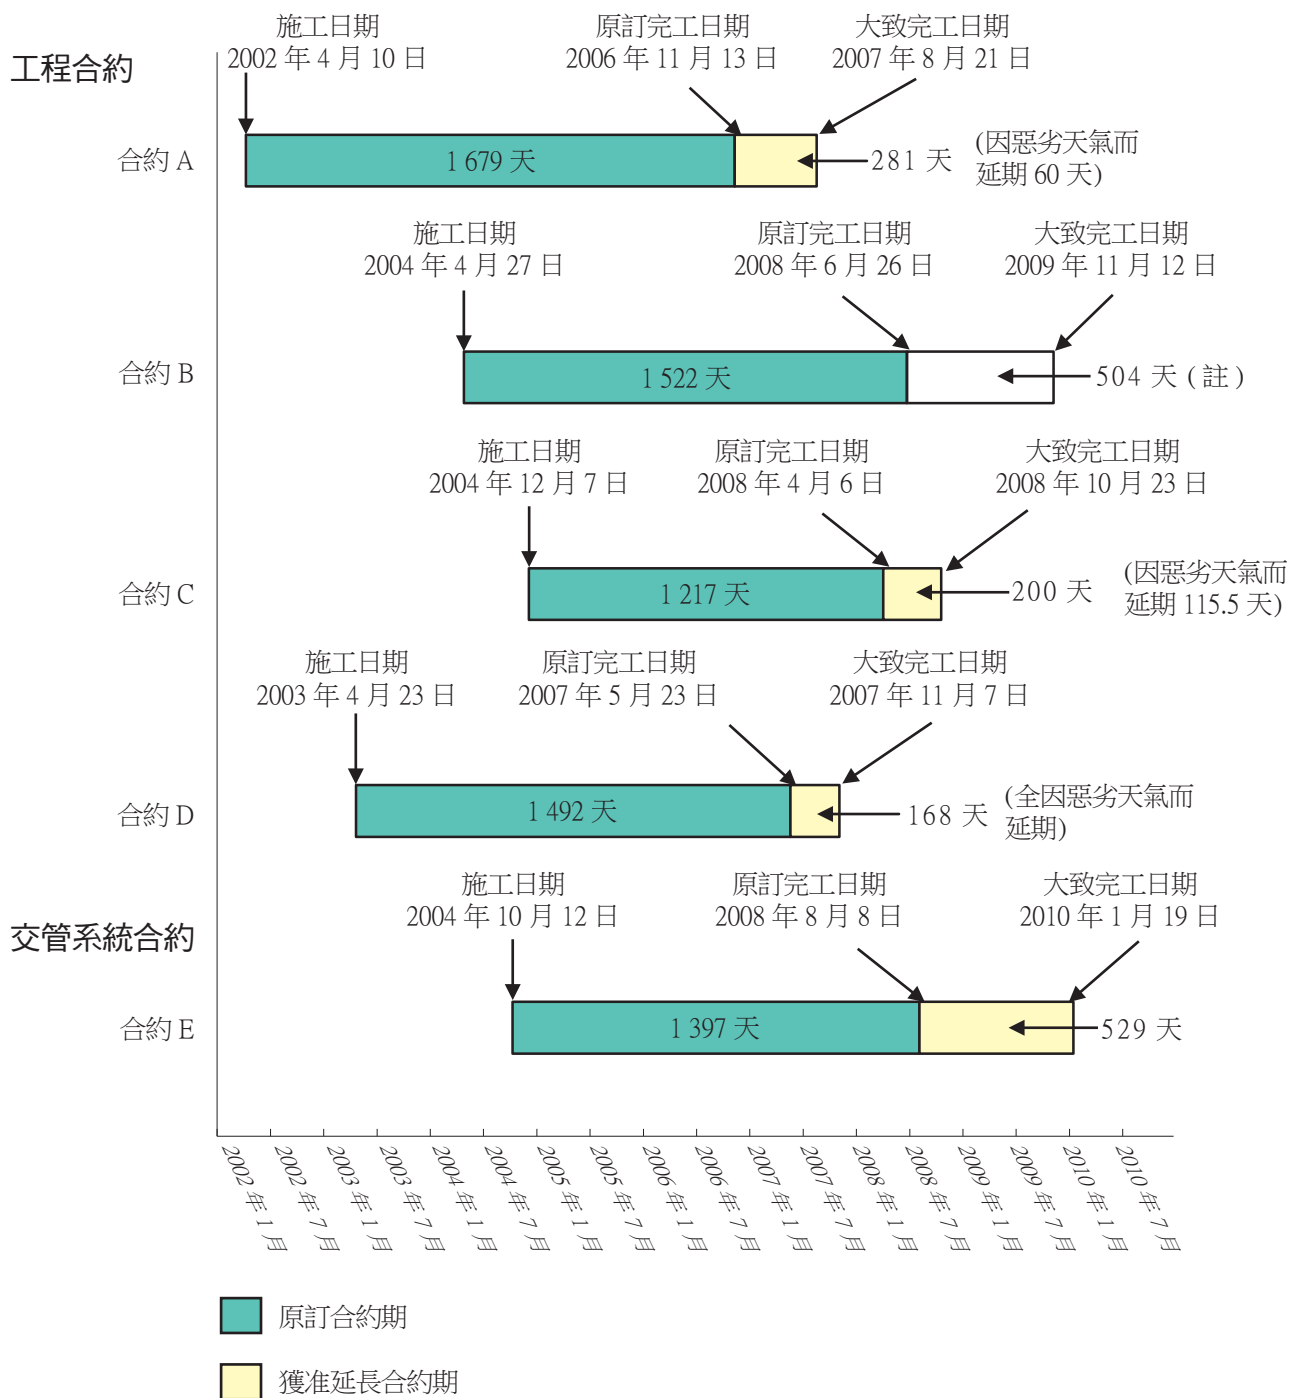 工程合約
施工日期
2002 年 4 月 10 日
原訂完工日期
2006 年 11 月 13 日
大致完工日期
2007 年 8 月 21 日
合約 A
1 679 天
281 天
(因惡劣天氣而
延期 60 天)
施工日期
2004 年 4 月 27 日
原訂完工日期
2008 年 6 月 26 日
大致完工日期
2009 年 11 月 12 日
合約 B
1 522 天
504 天 ( 註 )
施工日期
2004 年 12 月 7 日
原訂完工日期
2008 年 4 月 6 日
大致完工日期
2008 年 10 月 23 日
合約 C
1 217 天
200 天
(因惡劣天氣而
延期 115.5 天)
施工日期
2003 年 4 月 23 日
原訂完工日期
2007 年 5 月 23 日
大致完工日期
2007 年 11 月 7 日
合約 D
1 492 天
168 天
(全因惡劣天氣而
延期)
交管系統合約
施工日期
2004 年 10 月 12 日
原訂完工日期
2008 年 8 月 8 日
大致完工日期
2010 年 1 月 19 日
合約 E
1 397 天
529 天
2002 年 1 月
2002 年 7 月
2003 年 1 月
2003 年 7 月
2004 年 1 月
2004 年 7 月
2005 年 1 月
2005 年 7 月
2006 年 1 月
2006 年 7 月
2007 年 1 月
2007 年 7 月
2008 年 1 月
2008 年 7 月
2009 年 1 月
2009 年 7 月
2010 年 1 月
2010 年 7 月
原訂合約期
獲准延長合約期